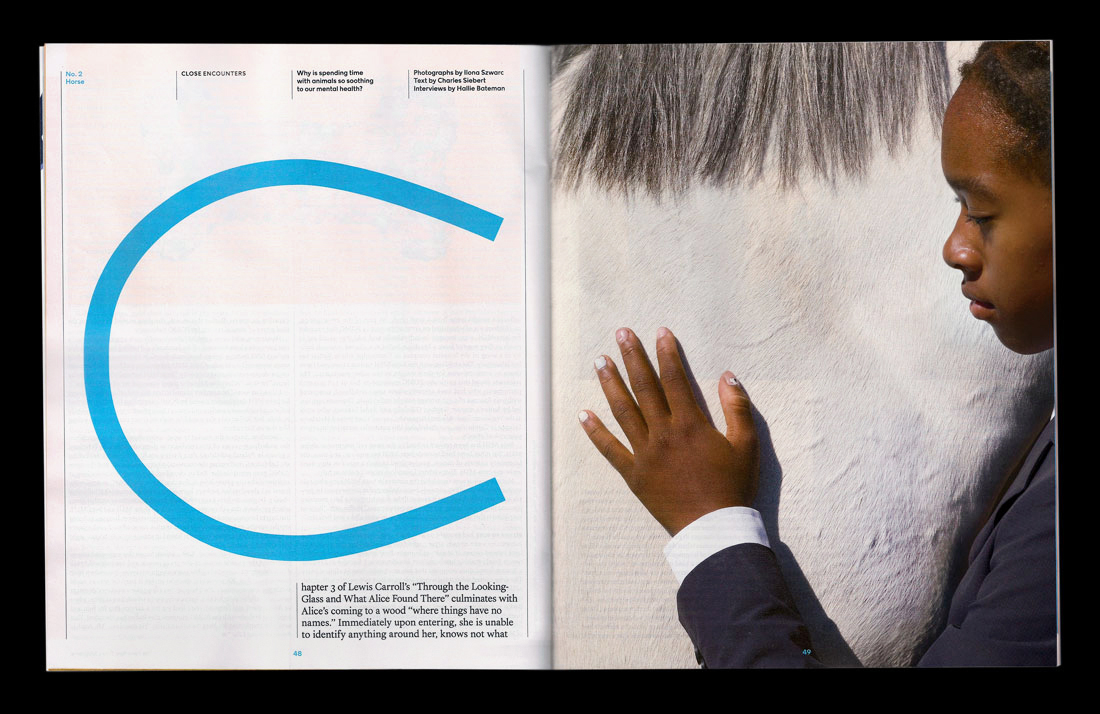 No. 2
Horse
CLOSE ENCOUNTERS
Why is spending time
with animals so soothing
to our mental health?
Photographs by Ilona Szwarc
Text by Charles Siebert
Interviews by Hallie Bateman
C
hapter 3 of Lewis Carroll’s “Through the Looking-
Glass and What Alice Found There” culminates with
Alice’s coming to a wood “where things have no
names.” Immediately upon entering, she is unable
to identify anything around her, knows not what
48
49